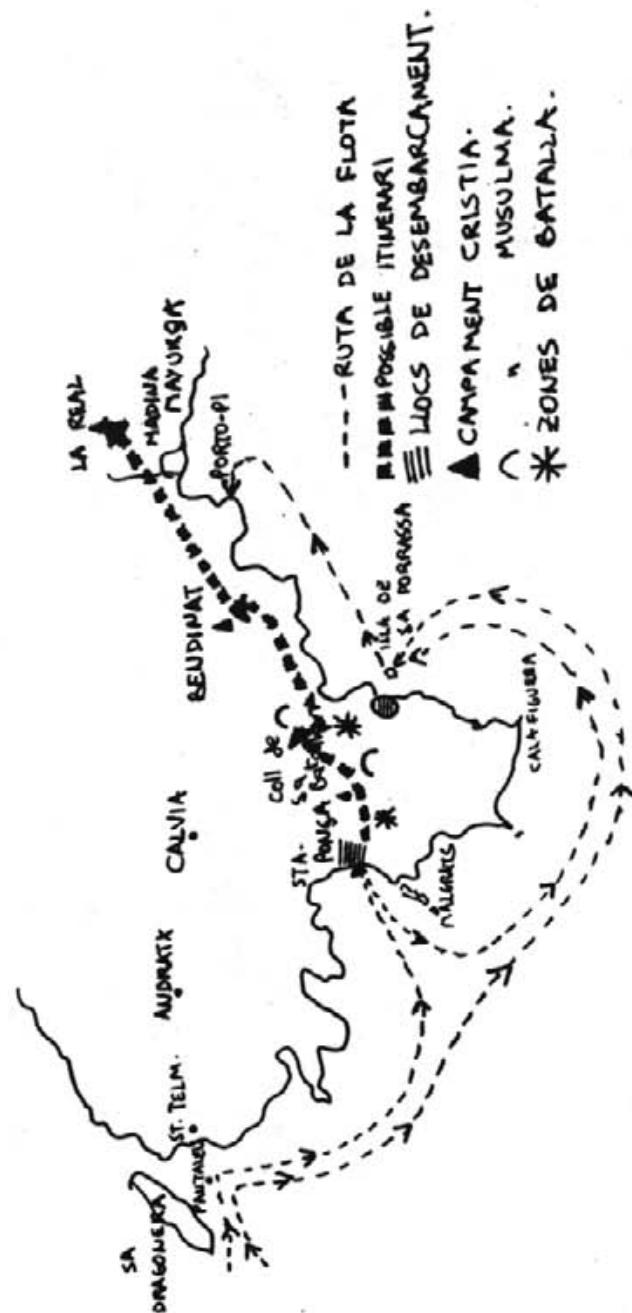 SA
DRAGONERA
PANTALEU
ST. TELM.
ANDRATX
CALVIA
STA.
PONÇA
Coll de
sa
Batalla
BENDINAT
LA REAL
MADINA
MAYURQA
PORTO-PI
ILLA DE
SA PORRASSA
CALAFIGUERA
MALGRATS
RUTA DE LA FLOTA
POSSIBLE ITINERARI
LLOCS DE DESEMBARCAMENT.
CAMPAMENT CRISTIA.
" MUSULMA.
ZONES DE BATALLA.